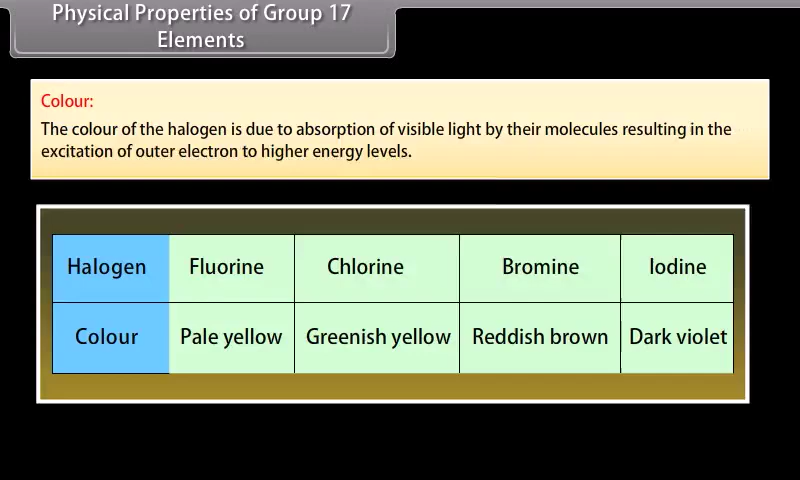 Physical Properties of Group 17
Elements
Colour:
The colour of the halogen is due to absorption of visible light by their molecules resulting in the
excitation of outer electron to higher energy levels.
Halogen Fluorine Chlorine Bromine Iodine
Colour Pale yellow Greenish yellow Reddish brown Dark violet